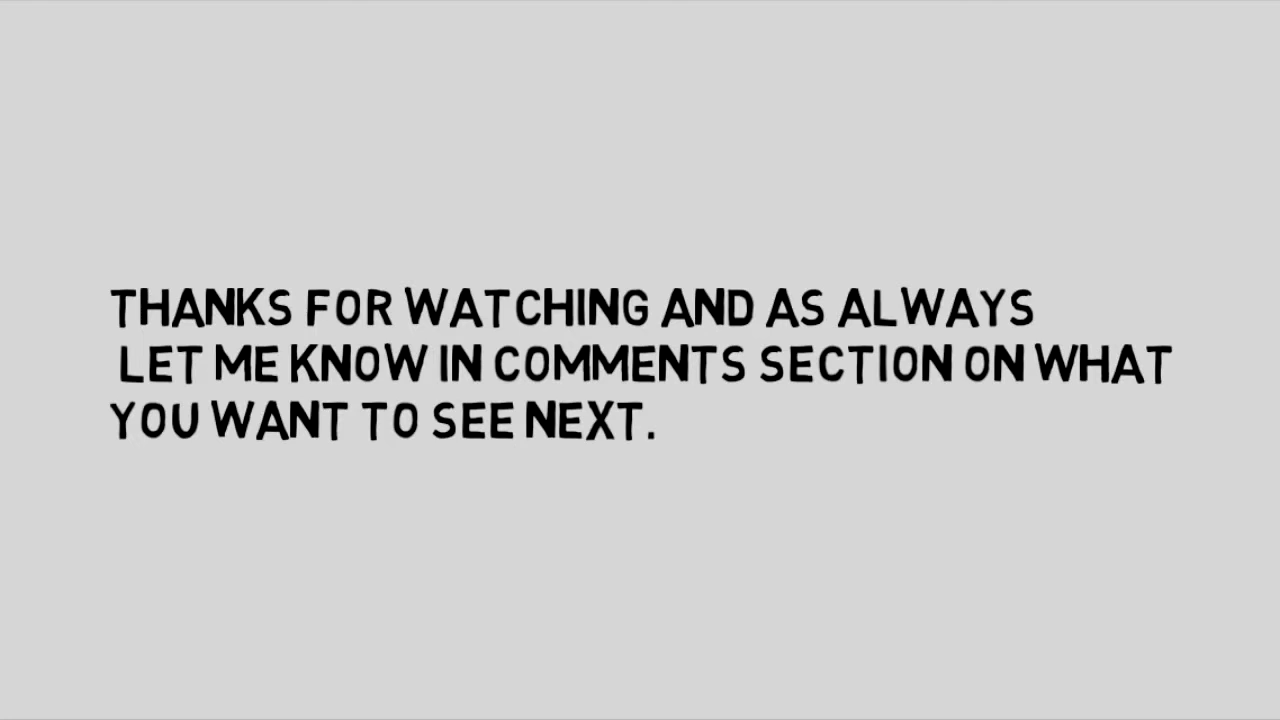 THANKS FOR WATCHING AND AS ALWAYS
LET ME KNOW IN COMMENTS SECTION ON WHAT
YOU WANT TO SEE NEXT.